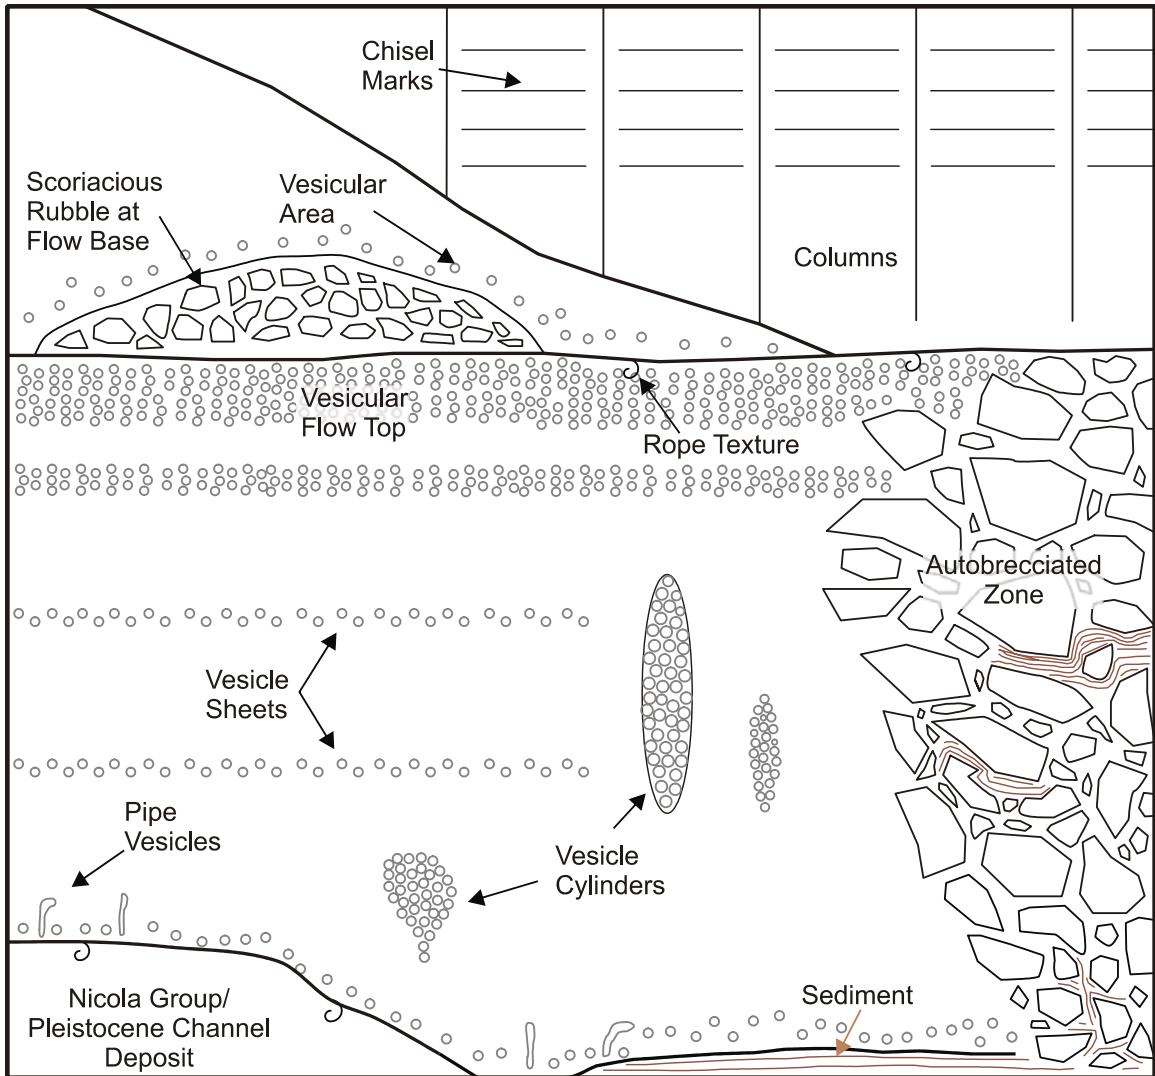 Chisel
Marks
Scoriacious
Rubble at
Flow Base
Vesicular
Area
Columns
Vesicular
Flow Top
Rope Texture
Autobrecciated
Zone
Vesicle
Sheets
Pipe
Vesicles
Vesicle
Cylinders
Nicola Group/
Pleistocene Channel
Deposit
Sediment